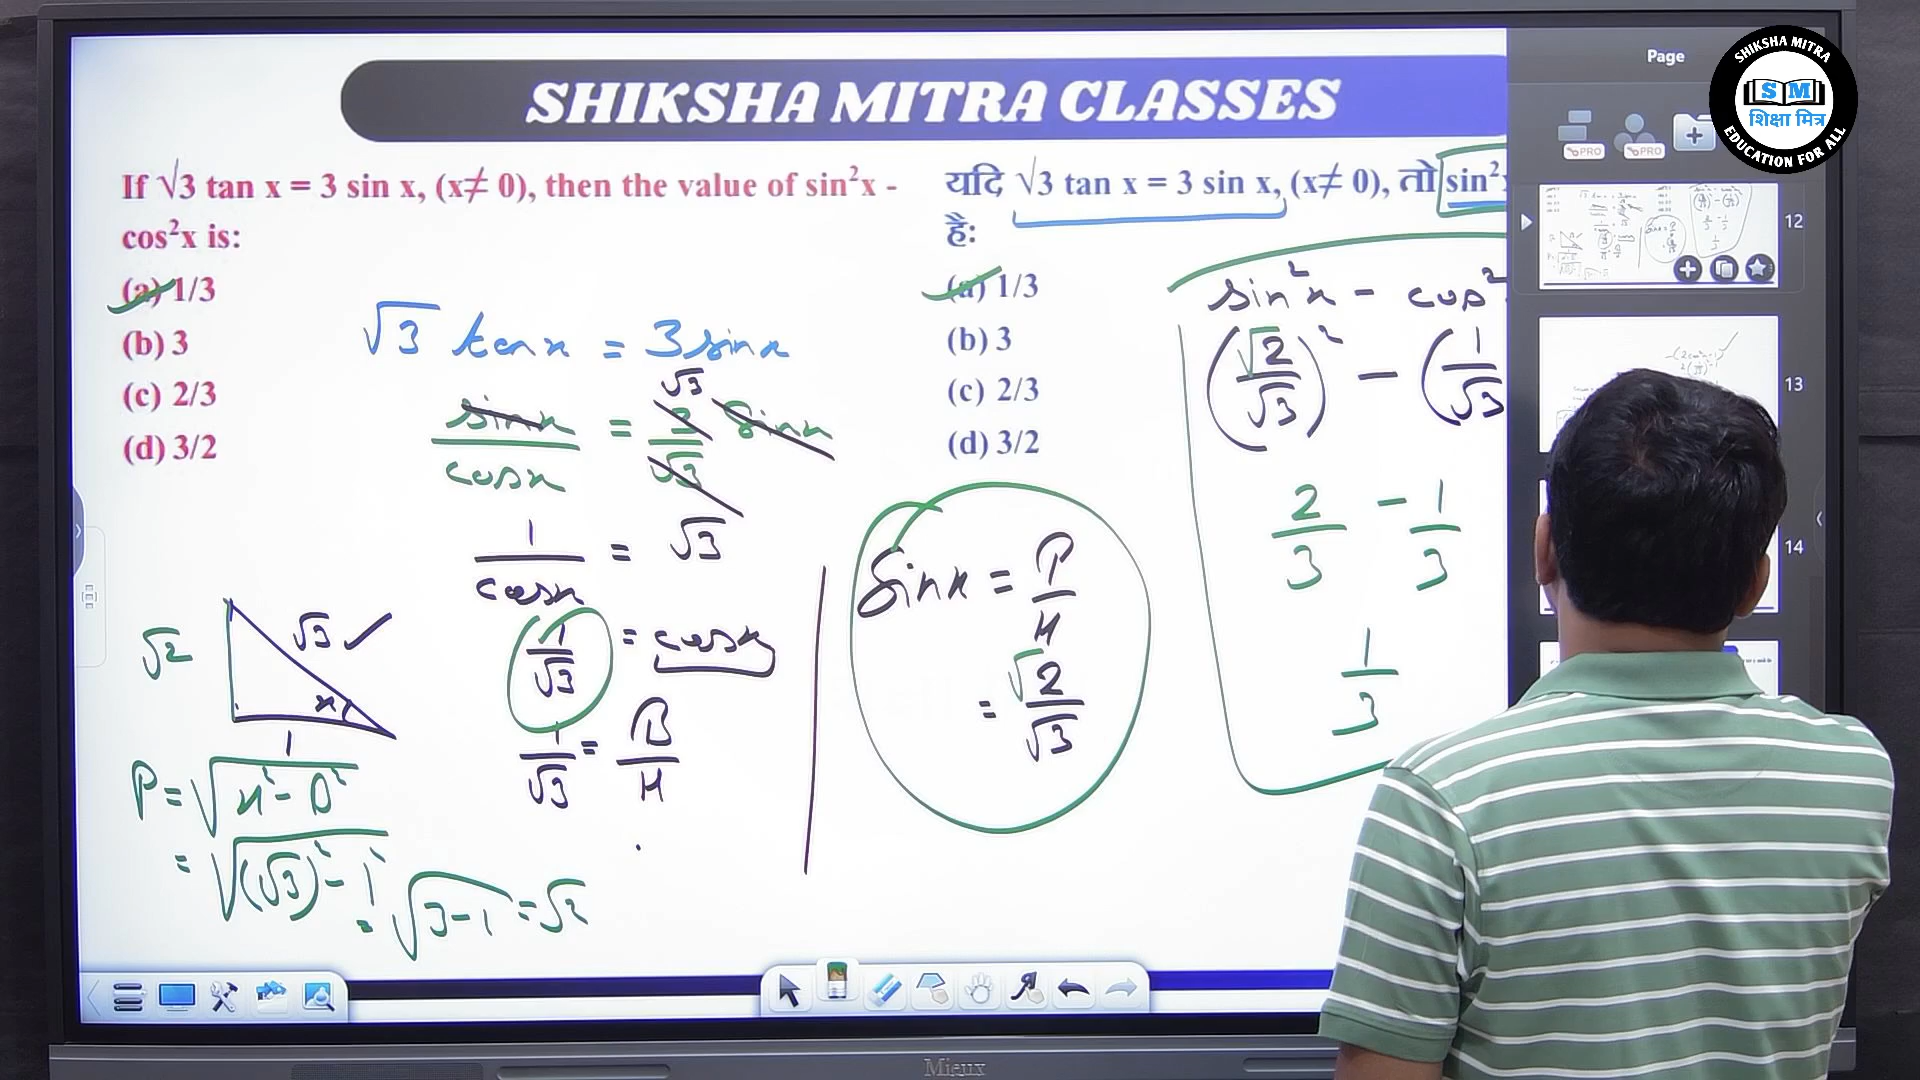 SHIKSHA MITRA CLASSES
If √3 tan x = 3 sin x, (x≠ 0), then the value of sin²x -
cos²x is:
(a) 1/3
(b) 3
(c) 2/3
(d) 3/2
यदि √3 tan x = 3 sin x, (x≠ 0), तो sin²x
है:
(a) 1/3
(b) 3
(c) 2/3
(d) 3/2
√3 tan x = 3 sin x
√3
sin x / cos x = 3 / √3 sin x
1 / cos x = √3
1 / √3 = cos x
1 / √3 = B / H
√2
√3 ✓
x
1
P = √H² - B²
= √(√3)² - 1²
= √3-1 = √2
sin x = P / H
= √2 / √3
sin²x - cos²
(√2 / √3)² - (1 / √3
2 / 3 - 1 / 3
1 / 3
Page
PRO
PRO
12
13
14
SHIKSHA MITRA
SM
शिक्षा मित्र
EDUCATION FOR ALL